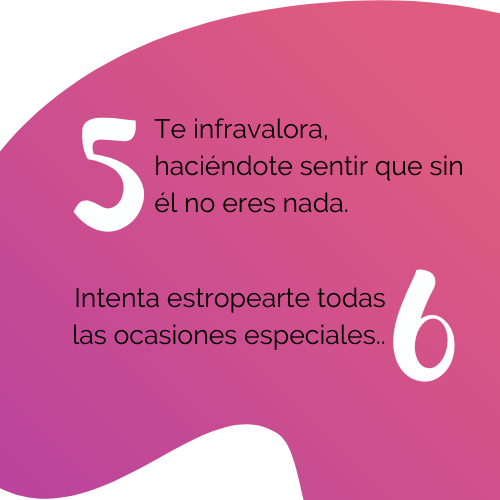 5
Te infravalora,
haciéndote sentir que sin
él no eres nada.
Intenta estropearte todas
las ocasiones especiales..
6